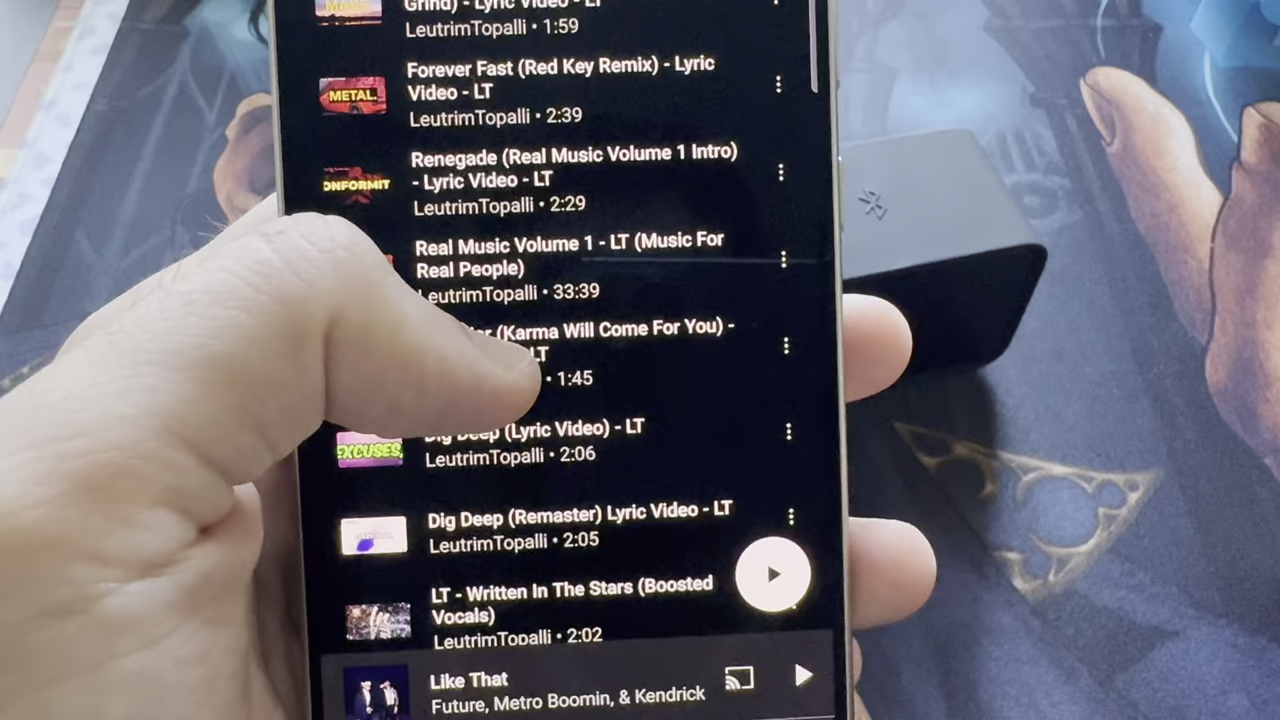 Grind) - Lyric Video - LT
LeutrimTopalli • 1:59
Forever Fast (Red Key Remix) - Lyric
Video - LT
METAL.
LeutrimTopalli • 2:39
Renegade (Real Music Volume 1 Intro)
- Lyric Video - LT
ONFORMIT
LeutrimTopalli • 2:29
Real Music Volume 1 - LT (Music For
Real People)
LeutrimTopalli • 33:39
(Karma Will Come For You) -
LT
• 1:45
Dig Deep (Lyric Video) - LT
EXCUSES,
LeutrimTopalli • 2:06
Dig Deep (Remaster) Lyric Video - LT
LeutrimTopalli • 2:05
LT - Written In The Stars (Boosted
Vocals)
LeutrimTopalli • 2:02
Like That
Future, Metro Boomin, & Kendrick